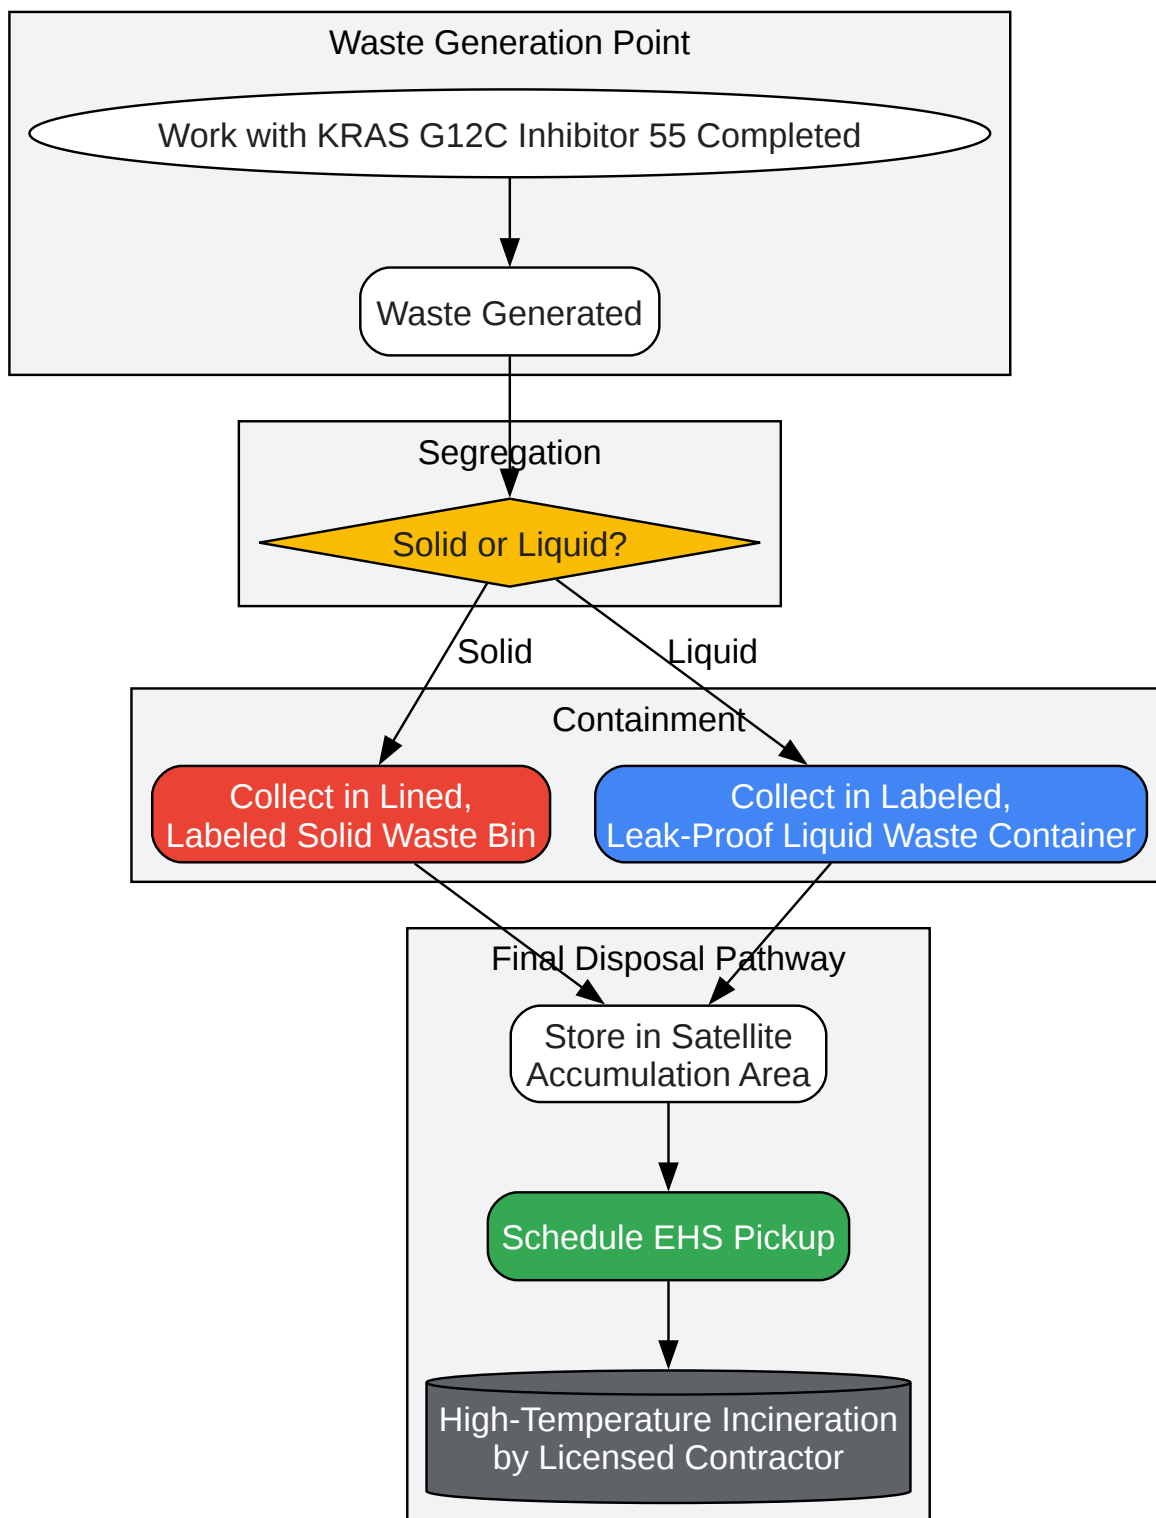 Waste Generation Point
Work with KRAS G12C Inhibitor 55 Completed
Waste Generated
Segregation
Solid or Liquid?
Solid
Liquid
Containment
Collect in Lined,
Labeled Solid Waste Bin
Collect in Labeled,
Leak-Proof Liquid Waste Container
Final Disposal Pathway
Store in Satellite
Accumulation Area
Schedule EHS Pickup
High-Temperature Incineration
by Licensed Contractor